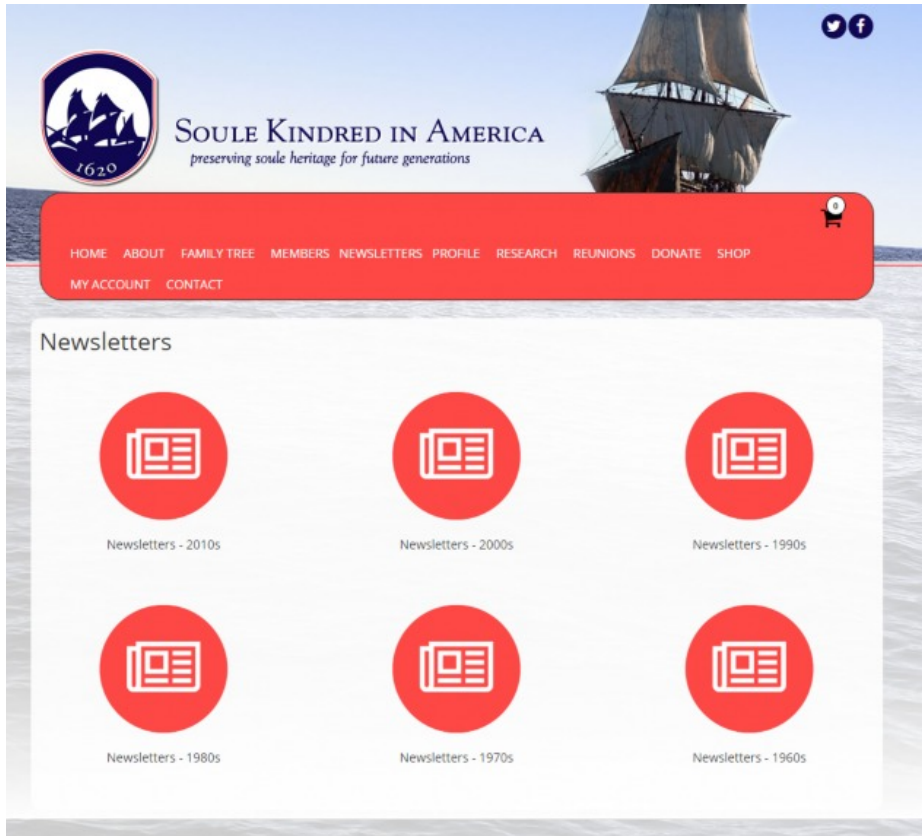 SOULE KINDRED IN AMERICA
preserving soule heritage for future generations
1620
0
HOME ABOUT FAMILY TREE MEMBERS NEWSLETTERS PROFILE RESEARCH REUNIONS DONATE SHOP
MY ACCOUNT CONTACT
Newsletters
Newsletters - 2010s
Newsletters - 2000s
Newsletters - 1990s
Newsletters - 1980s
Newsletters - 1970s
Newsletters - 1960s